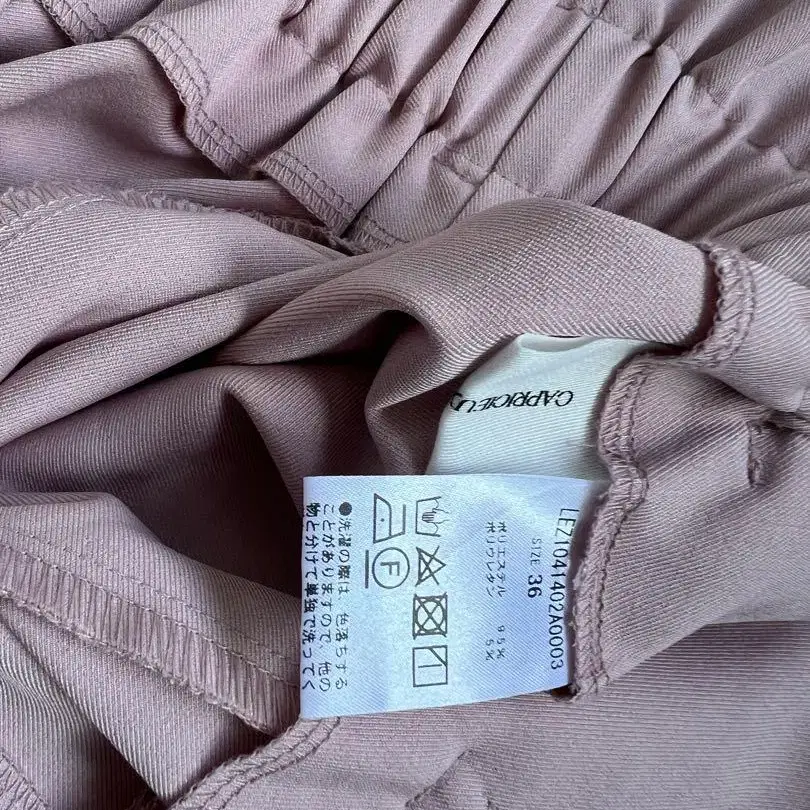 CAPRICIEU
LEZ1041402A0003
SIZE 36
ポリエステル 95%
ポリウレタン 5%
F
●洗濯の際は、色落ちする
ことがありますので、他の
物と分けて単独で洗ってく